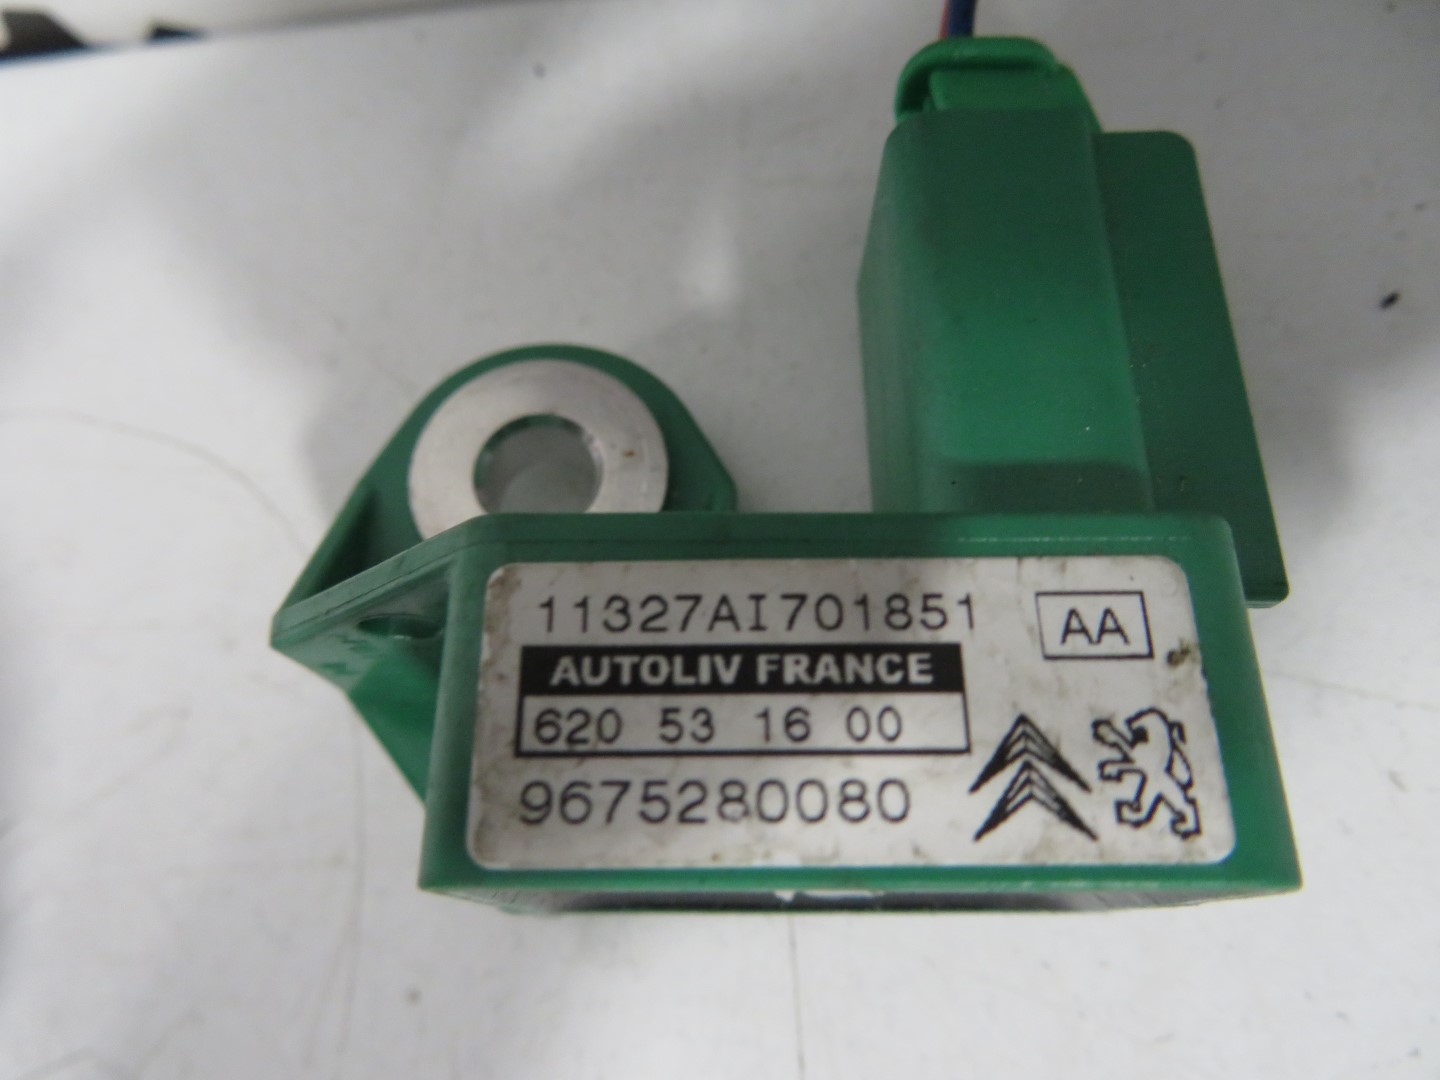 11327AI701851
AA
AUTOLIV FRANCE
620 53 16 00
9675280080